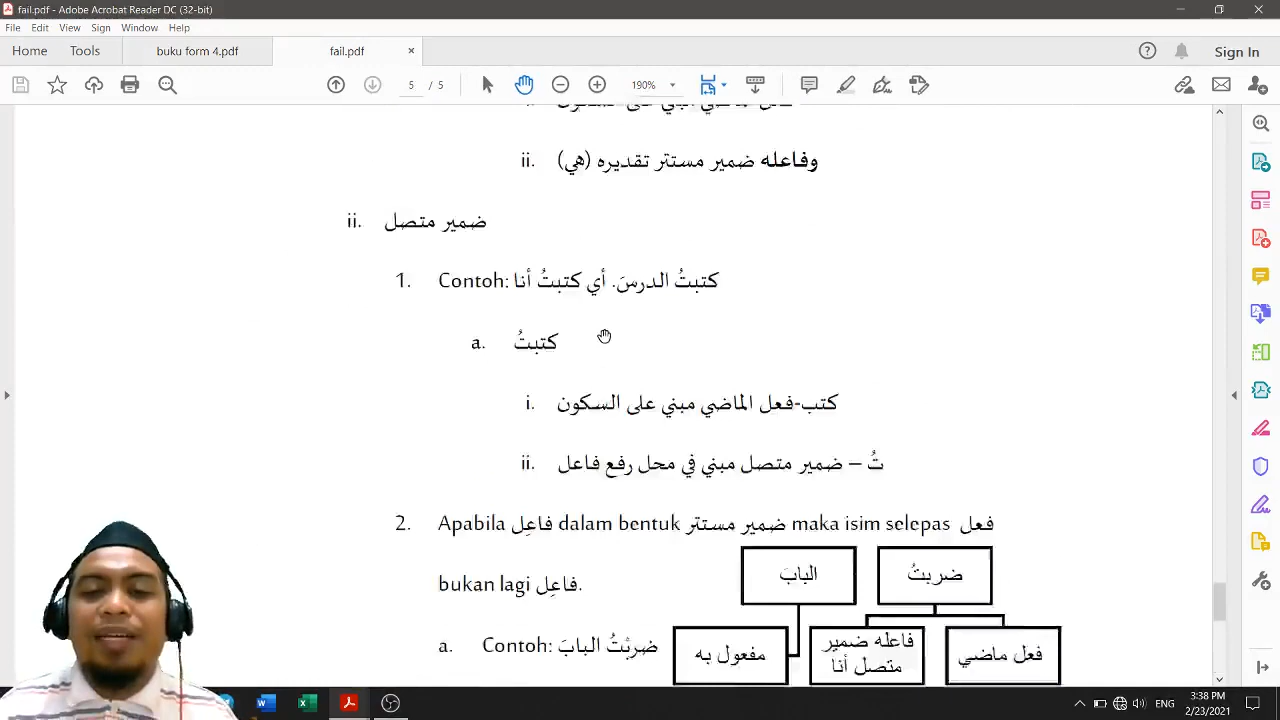 fail.pdf - Adobe Acrobat Reader DC (32-bit)
File Edit View Sign Window Help
Home Tools buku form 4.pdf fail.pdf × Sign In
5 / 5 190%
ii. وفاعله ضمير مستتر تقديره (هي)
ii. ضمير متصل
1. Contoh: كتبتُ الدرسَ. أي كتبتُ أنا
a. كتبتُ
i. كتب-فعل الماضي مبني على السكون
ii. تُ – ضمير متصل مبني في محل رفع فاعل
2. Apabila فاعِل dalam bentuk ضمير مستتر maka isim selepas فعل
bukan lagi فاعِل.
a. Contoh: ضربْتُ البابَ
ضربتُ
البابَ
فعل ماضي
فاعله ضمير
متصل أنا
مفعول به
ENG
3:38 PM
2/23/2021